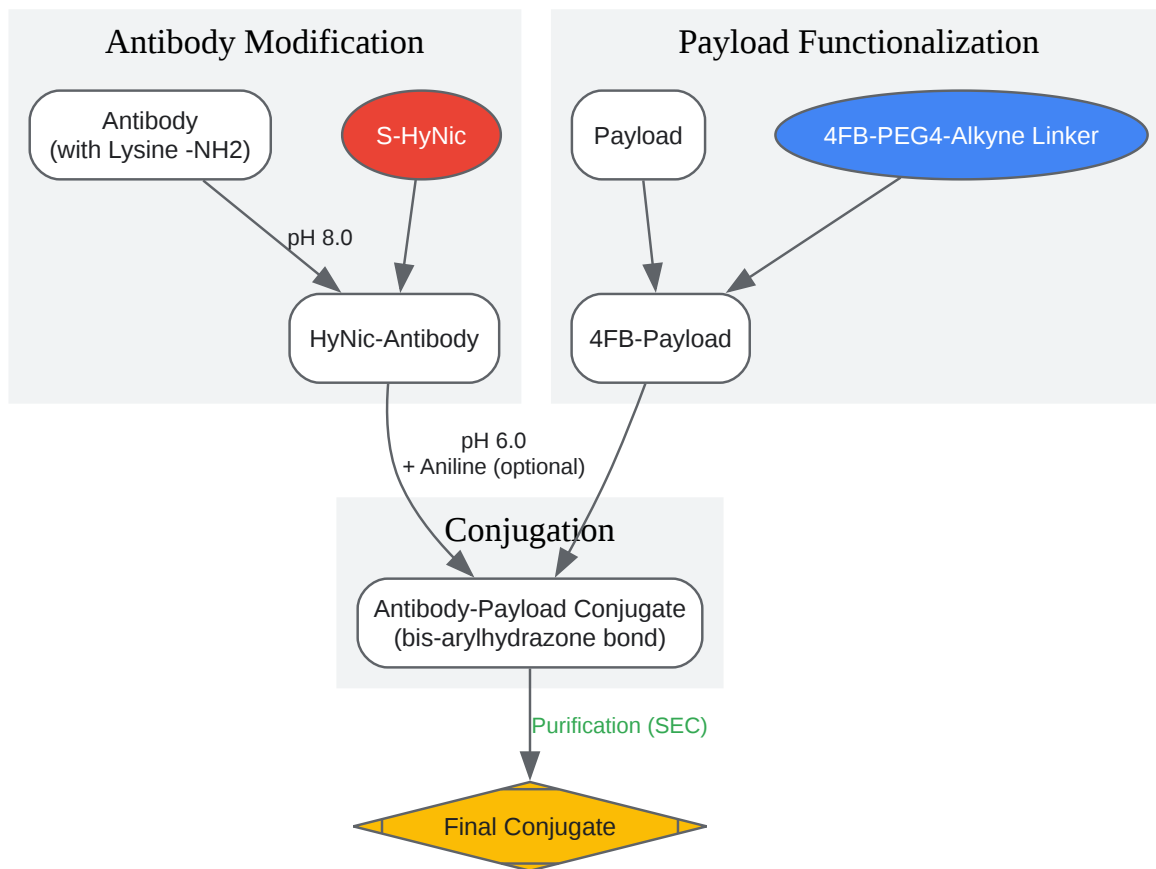 Antibody Modification
Payload Functionalization
Antibody
(with Lysine -NH2)
S-HyNic
Payload
4FB-PEG4-Alkyne Linker
pH 8.0
HyNic-Antibody
4FB-Payload
pH 6.0
+ Aniline (optional)
Conjugation
Antibody-Payload Conjugate
(bis-arylhydrazone bond)
Purification (SEC)
Final Conjugate